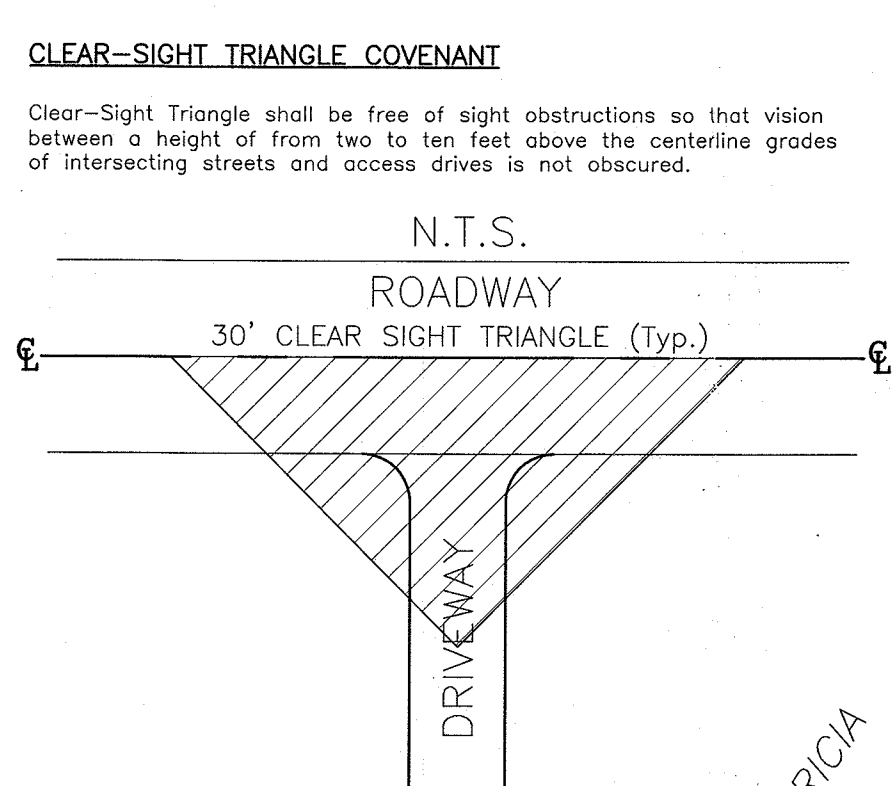 CLEAR–SIGHT TRIANGLE COVENANT
Clear–Sight Triangle shall be free of sight obstructions so that vision
between a height of from two to ten feet above the centerline grades
of intersecting streets and access drives is not obscured.
N.T.S.
ROADWAY
30' CLEAR SIGHT TRIANGLE (Typ.)
℄ ℄
DRIVEWAY